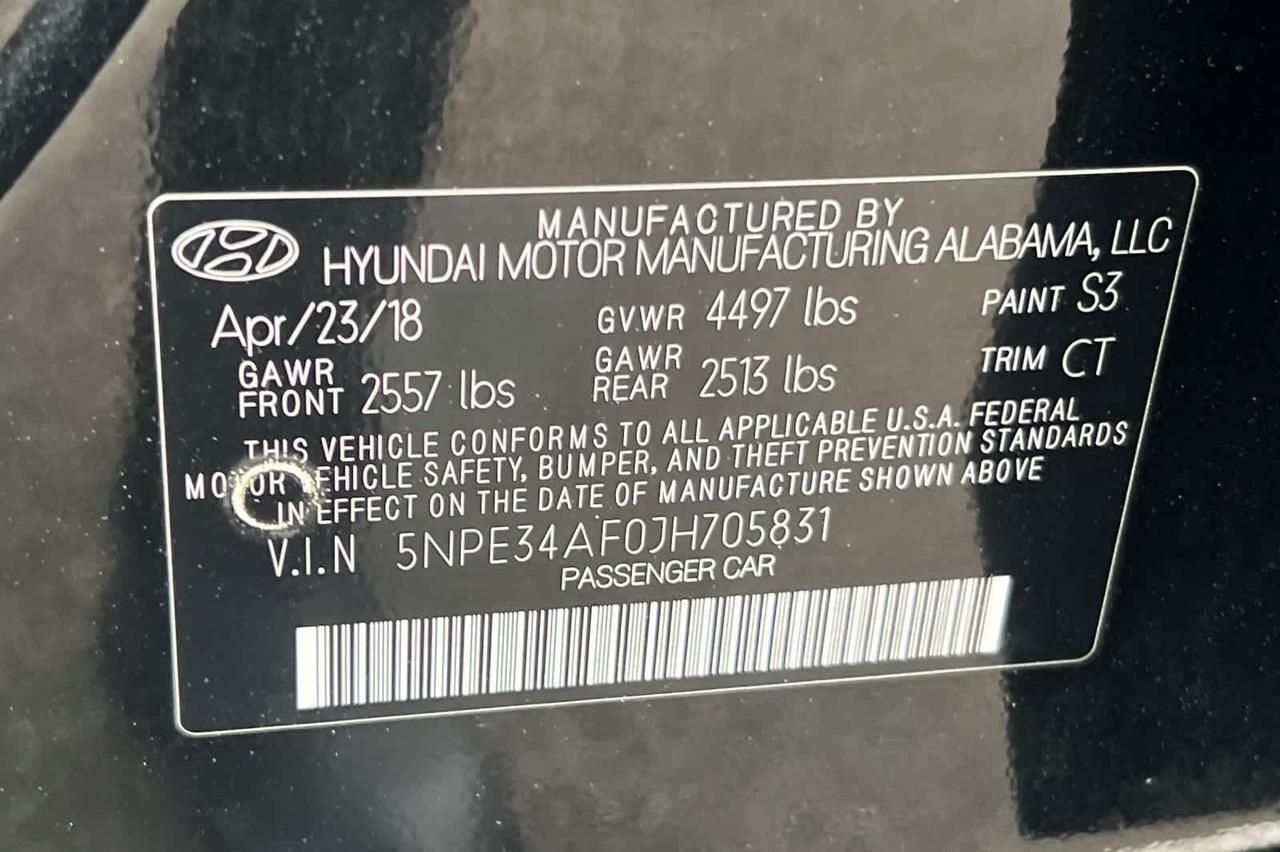 MANUFACTURED BY
HYUNDAI MOTOR MANUFACTURING ALABAMA, LLC
Apr/23/18 GVWR 4497 lbs PAINT S3
GAWR FRONT 2557 lbs GAWR REAR 2513 lbs TRIM CT
THIS VEHICLE CONFORMS TO ALL APPLICABLE U.S.A. FEDERAL
MOTOR VEHICLE SAFETY, BUMPER, AND THEFT PREVENTION STANDARDS
IN EFFECT ON THE DATE OF MANUFACTURE SHOWN ABOVE
V.I.N 5NPE34AF0JH705831
PASSENGER CAR